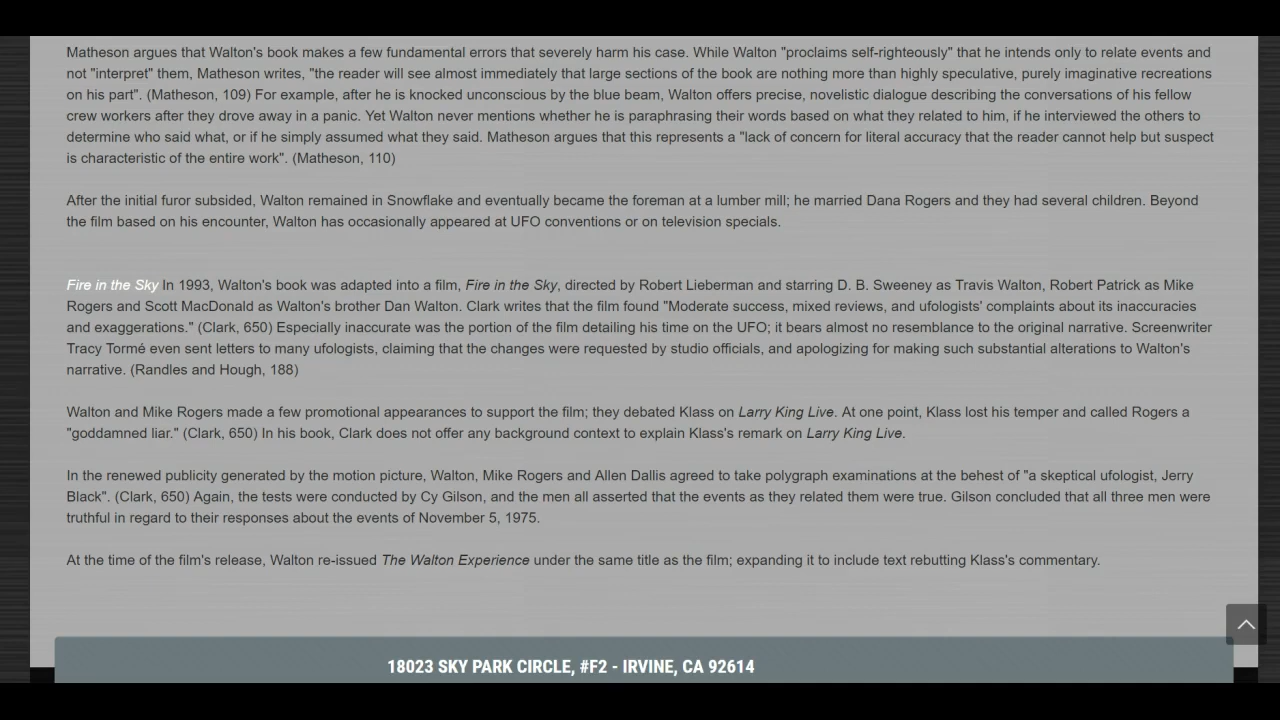 Matheson argues that Walton's book makes a few fundamental errors that severely harm his case. While Walton "proclaims self-righteously" that he intends only to relate events and
not "interpret" them, Matheson writes, "the reader will see almost immediately that large sections of the book are nothing more than highly speculative, purely imaginative recreations
on his part". (Matheson, 109) For example, after he is knocked unconscious by the blue beam, Walton offers precise, novelistic dialogue describing the conversations of his fellow
crew workers after they drove away in a panic. Yet Walton never mentions whether he is paraphrasing their words based on what they related to him, if he interviewed the others to
determine who said what, or if he simply assumed what they said. Matheson argues that this represents a "lack of concern for literal accuracy that the reader cannot help but suspect
is characteristic of the entire work". (Matheson, 110)
After the initial furor subsided, Walton remained in Snowflake and eventually became the foreman at a lumber mill; he married Dana Rogers and they had several children. Beyond
the film based on his encounter, Walton has occasionally appeared at UFO conventions or on television specials.
Fire in the Sky In 1993, Walton's book was adapted into a film, Fire in the Sky, directed by Robert Lieberman and starring D. B. Sweeney as Travis Walton, Robert Patrick as Mike
Rogers and Scott MacDonald as Walton's brother Dan Walton. Clark writes that the film found "Moderate success, mixed reviews, and ufologists' complaints about its inaccuracies
and exaggerations." (Clark, 650) Especially inaccurate was the portion of the film detailing his time on the UFO; it bears almost no resemblance to the original narrative. Screenwriter
Tracy Tormé even sent letters to many ufologists, claiming that the changes were requested by studio officials, and apologizing for making such substantial alterations to Walton's
narrative. (Randles and Hough, 188)
Walton and Mike Rogers made a few promotional appearances to support the film; they debated Klass on Larry King Live. At one point, Klass lost his temper and called Rogers a
"goddamned liar." (Clark, 650) In his book, Clark does not offer any background context to explain Klass's remark on Larry King Live.
In the renewed publicity generated by the motion picture, Walton, Mike Rogers and Allen Dallis agreed to take polygraph examinations at the behest of "a skeptical ufologist, Jerry
Black". (Clark, 650) Again, the tests were conducted by Cy Gilson, and the men all asserted that the events as they related them were true. Gilson concluded that all three men were
truthful in regard to their responses about the events of November 5, 1975.
At the time of the film's release, Walton re-issued The Walton Experience under the same title as the film; expanding it to include text rebutting Klass's commentary.
18023 SKY PARK CIRCLE, #F2 - IRVINE, CA 92614